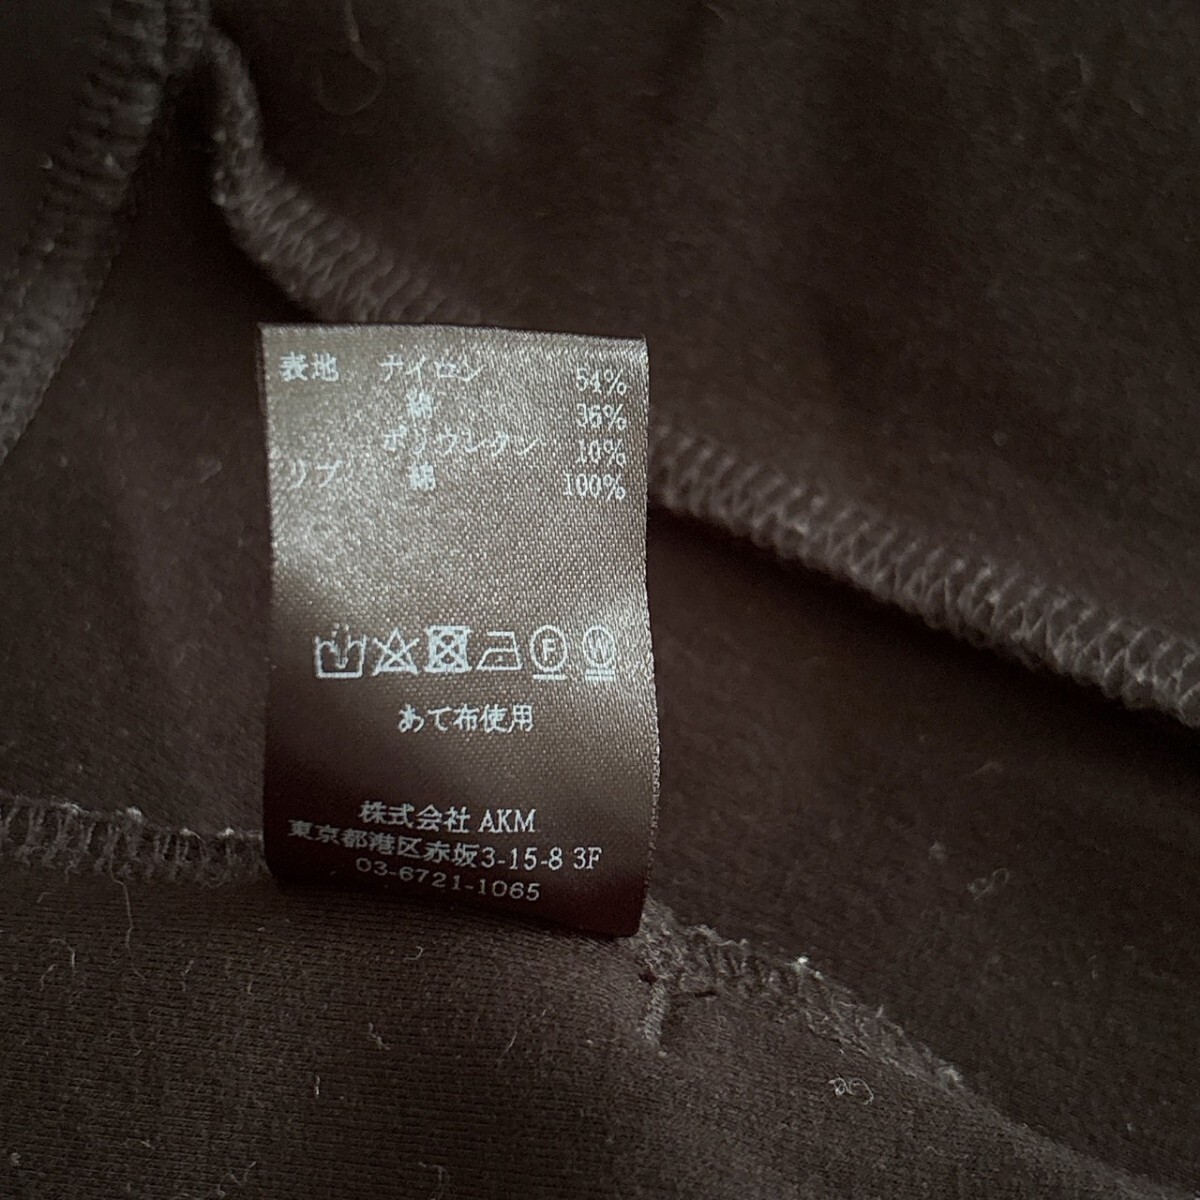 表地 ナイロン 54%
綿 36%
ポリウレタン 10%
リブ 綿 100%
F W
あて布使用
株式会社 AKM
東京都港区赤坂3-15-8 3F
03-6721-1065